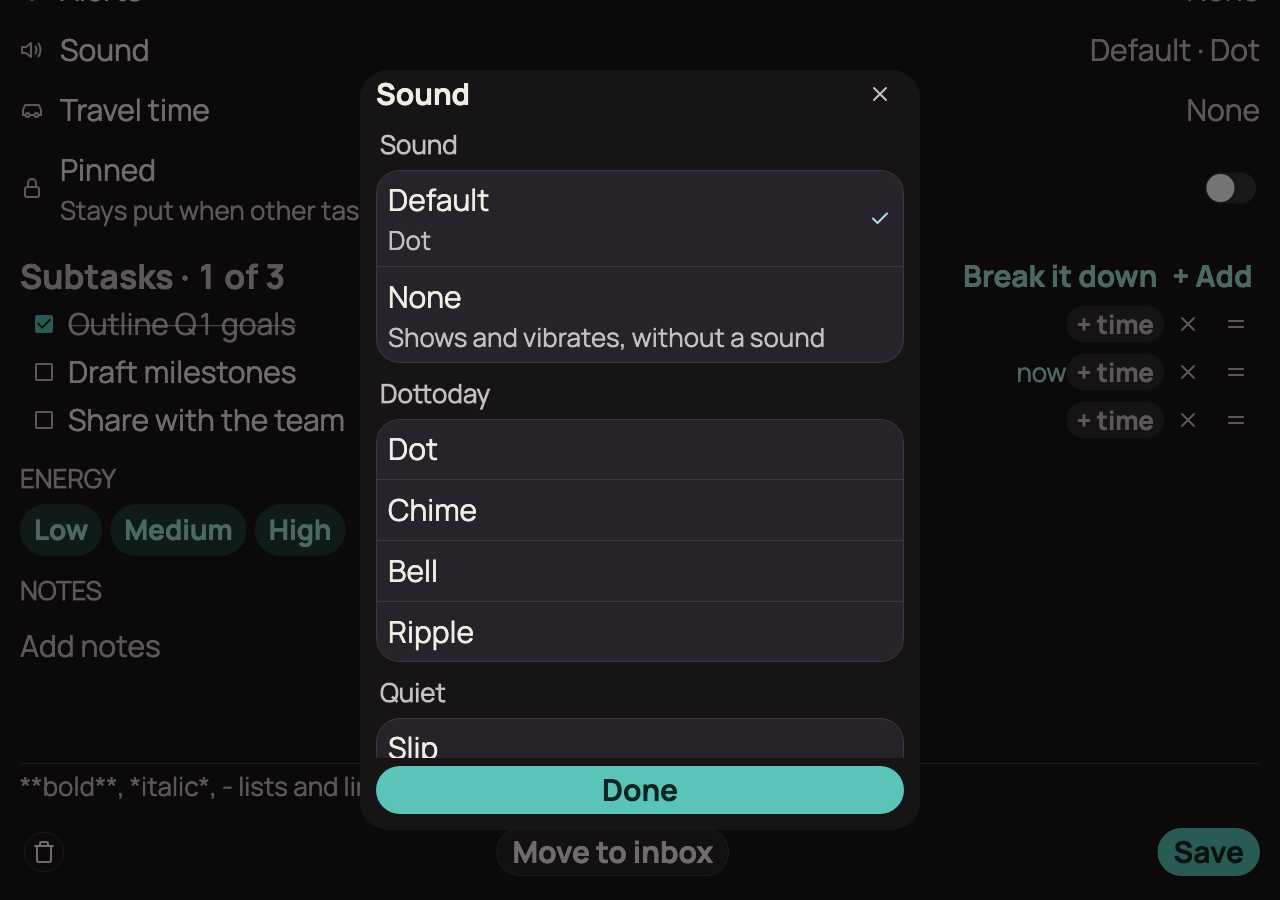 Alerts None
Sound Default · Dot
Travel time None
Pinned
Stays put when other tas
Subtasks · 1 of 3 Break it down + Add
Outline Q1 goals + time
Draft milestones now + time
Share with the team + time
ENERGY
Low Medium High
NOTES
Add notes
**bold**, *italic*, - lists and li
Move to inbox Save
Sound
Sound
Default
Dot
None
Shows and vibrates, without a sound
Dottoday
Dot
Chime
Bell
Ripple
Quiet
Slip
Done